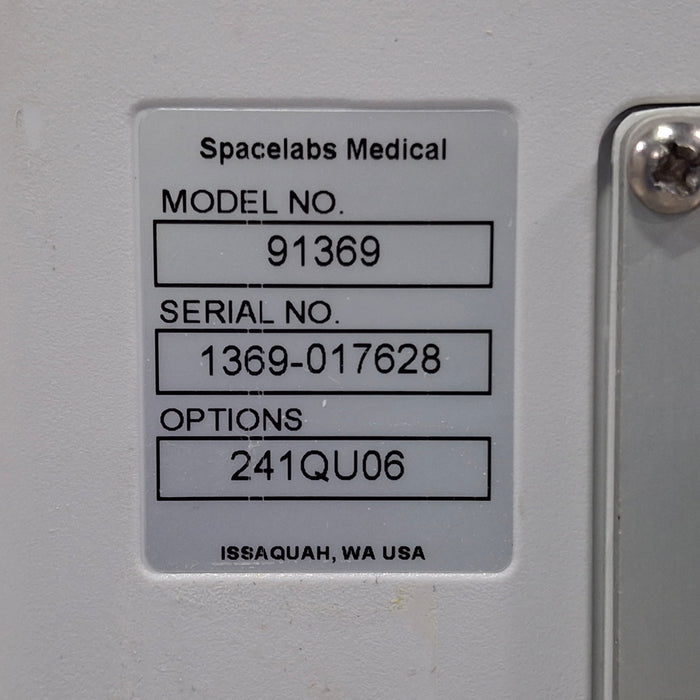 Spacelabs Medical
MODEL NO.
91369
SERIAL NO.
1369-017628
OPTIONS
241QU06
ISSAQUAH, WA USA